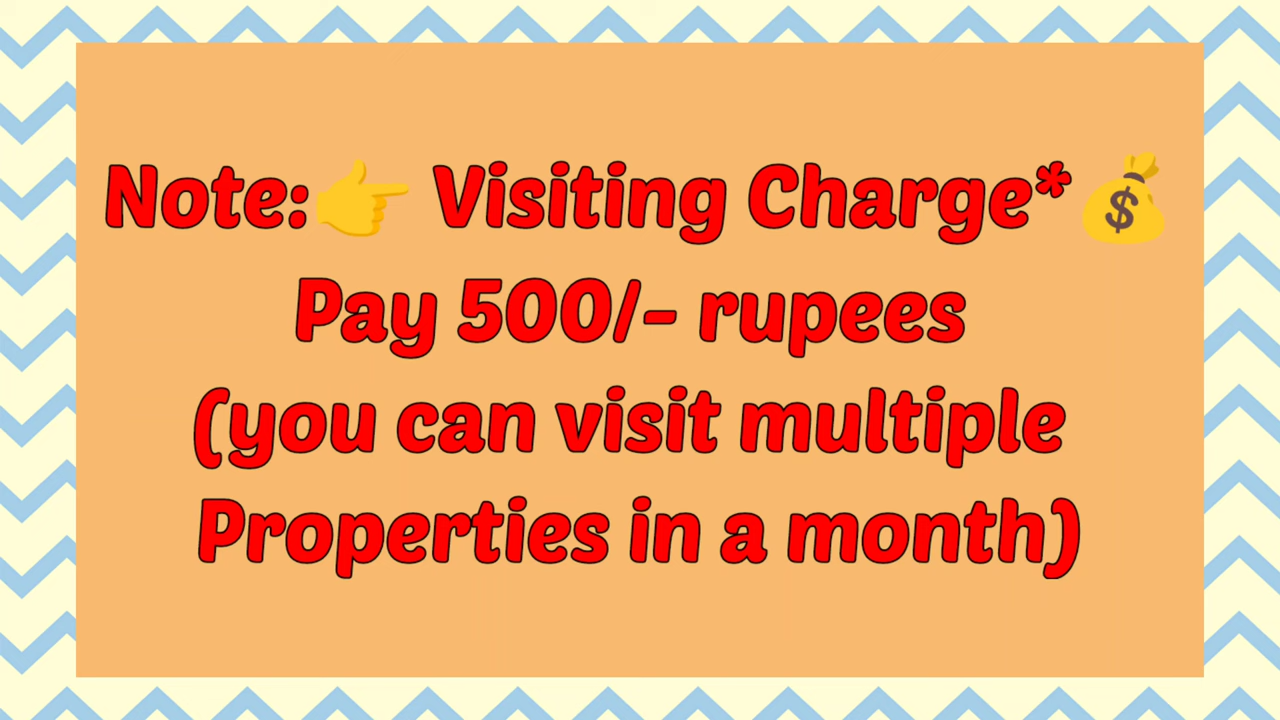 Note:👉 Visiting Charge*💰
Pay 500/- rupees
(you can visit multiple
Properties in a month)